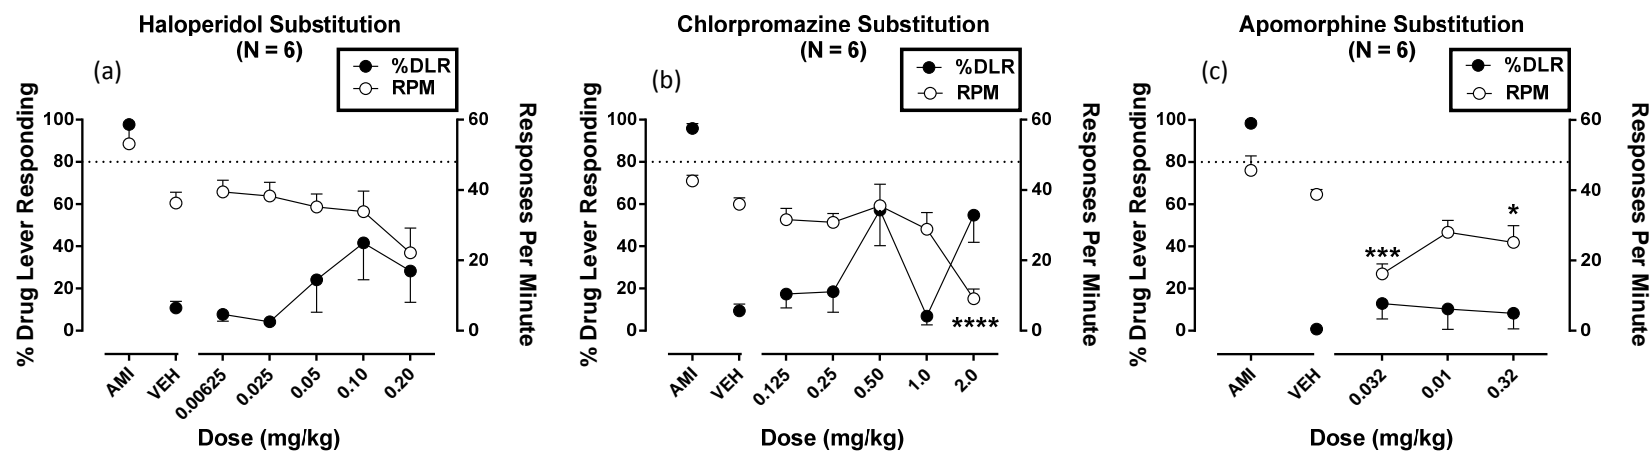 Haloperidol Substitution
(N = 6)
(a)
%DLR
RPM
% Drug Lever Responding
100
80
60
40
20
0
60
40
20
0
Responses Per Minute
AMI
VEH
0.00625
0.025
0.05
0.10
0.20
Dose (mg/kg)
Chlorpromazine Substitution
(N = 6)
(b)
%DLR
RPM
% Drug Lever Responding
100
80
60
40
20
0
60
40
20
0
Responses Per Minute
****
AMI
VEH
0.125
0.25
0.50
1.0
2.0
Dose (mg/kg)
Apomorphine Substitution
(N = 6)
(c)
%DLR
RPM
% Drug Lever Responding
100
80
60
40
20
0
60
40
20
0
Responses Per Minute
***
*
AMI
VEH
0.032
0.01
0.32
Dose (mg/kg)